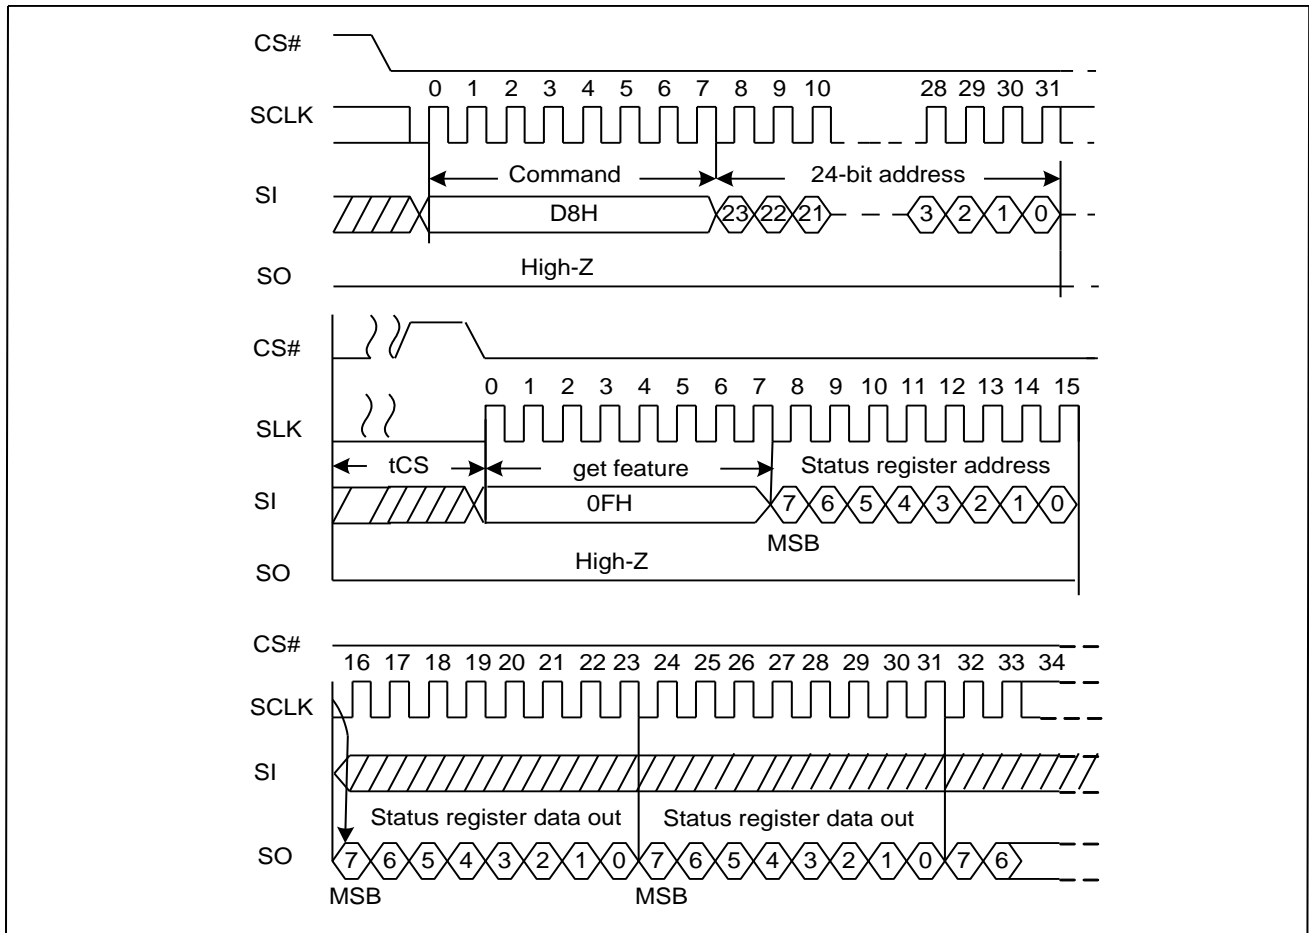 CS#
0 1 2 3 4 5 6 7 8 9 10 28 29 30 31
SCLK
Command 24-bit address
SI
D8H 23 22 21 3 2 1 0
High-Z
SO
CS#
0 1 2 3 4 5 6 7 8 9 10 11 12 13 14 15
SLK
tCS get feature Status register address
SI
0FH 7 6 5 4 3 2 1 0
MSB
High-Z
SO
CS#
16 17 18 19 20 21 22 23 24 25 26 27 28 29 30 31 32 33 34
SCLK
SI
Status register data out Status register data out
SO 7 6 5 4 3 2 1 0 7 6 5 4 3 2 1 0 7 6
MSB MSB